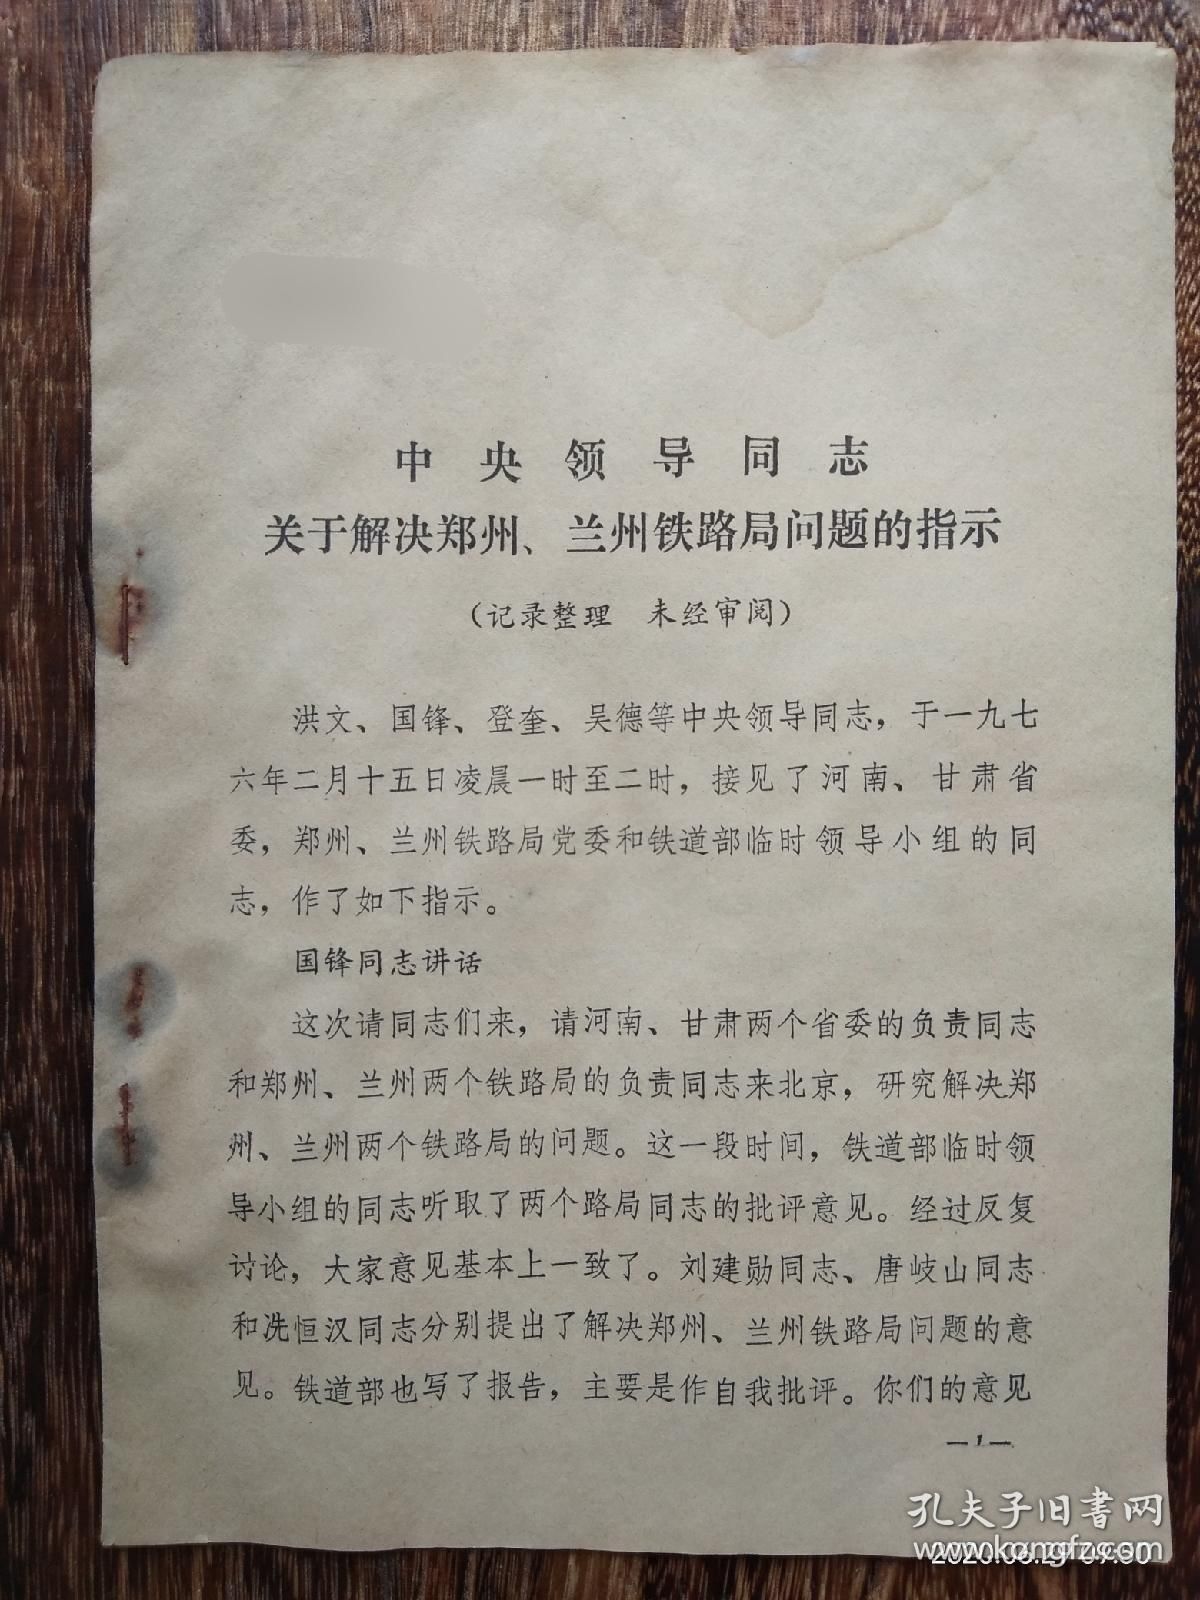 中央领导同志
关于解决郑州、兰州铁路局问题的指示
（记录整理　未经审阅）
洪文、国锋、登奎、吴德等中央领导同志，于一九七
六年二月十五日凌晨一时至二时，接见了河南、甘肃省
委，郑州、兰州铁路局党委和铁道部临时领导小组的同
志，作了如下指示。
国锋同志讲话
这次请同志们来，请河南、甘肃两个省委的负责同志
和郑州、兰州两个铁路局的负责同志来北京，研究解决郑
州、兰州两个铁路局的问题。这一段时间，铁道部临时领
导小组的同志听取了两个路局同志的批评意见。经过反复
讨论，大家意见基本上一致了。刘建勋同志、唐岐山同志
和冼恒汉同志分别提出了解决郑州、兰州铁路局问题的意
见。铁道部也写了报告，主要是作自我批评。你们的意见
—1—
孔夫子旧書网
www.kongfz.com
2020.06.29 09:50